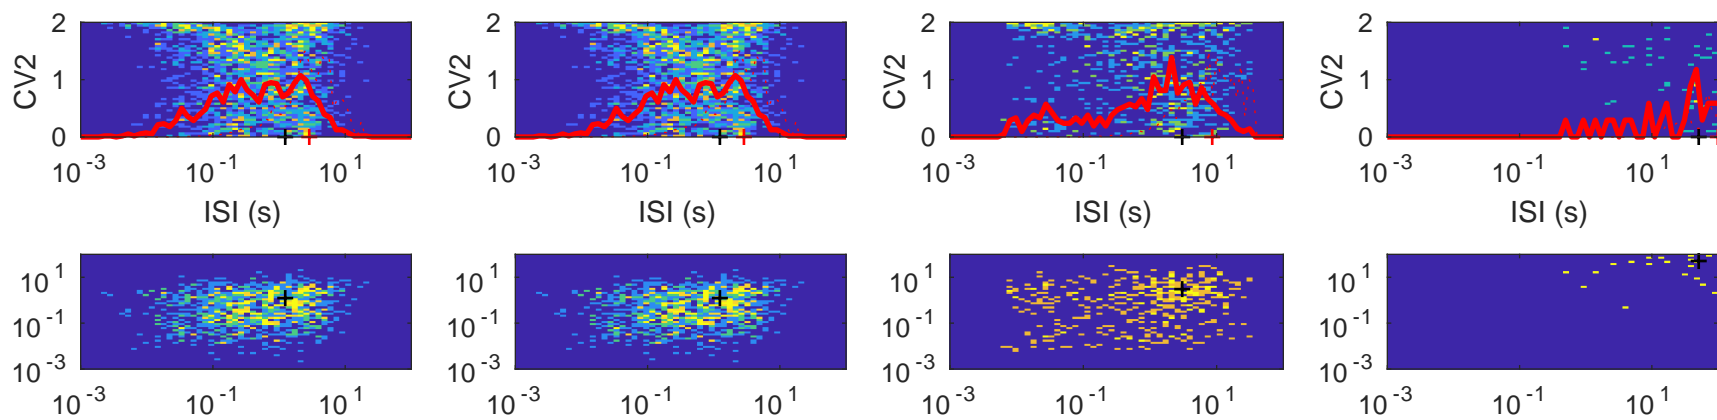 2 2 2 2
CV2 CV2 CV2 CV2
1 1 1 1
0 0 0 0
10^-3 10^-1 10^1 10^-3 10^-1 10^1 10^-3 10^-1 10^1 10^-3 10^-1 10^1
ISI (s) ISI (s) ISI (s) ISI (s)
10^1 10^1 10^1 10^1
10^-1 10^-1 10^-1 10^-1
10^-3 10^-3 10^-3 10^-3
10^-3 10^-1 10^1 10^-3 10^-1 10^1 10^-3 10^-1 10^1 10^-3 10^-1 10^1